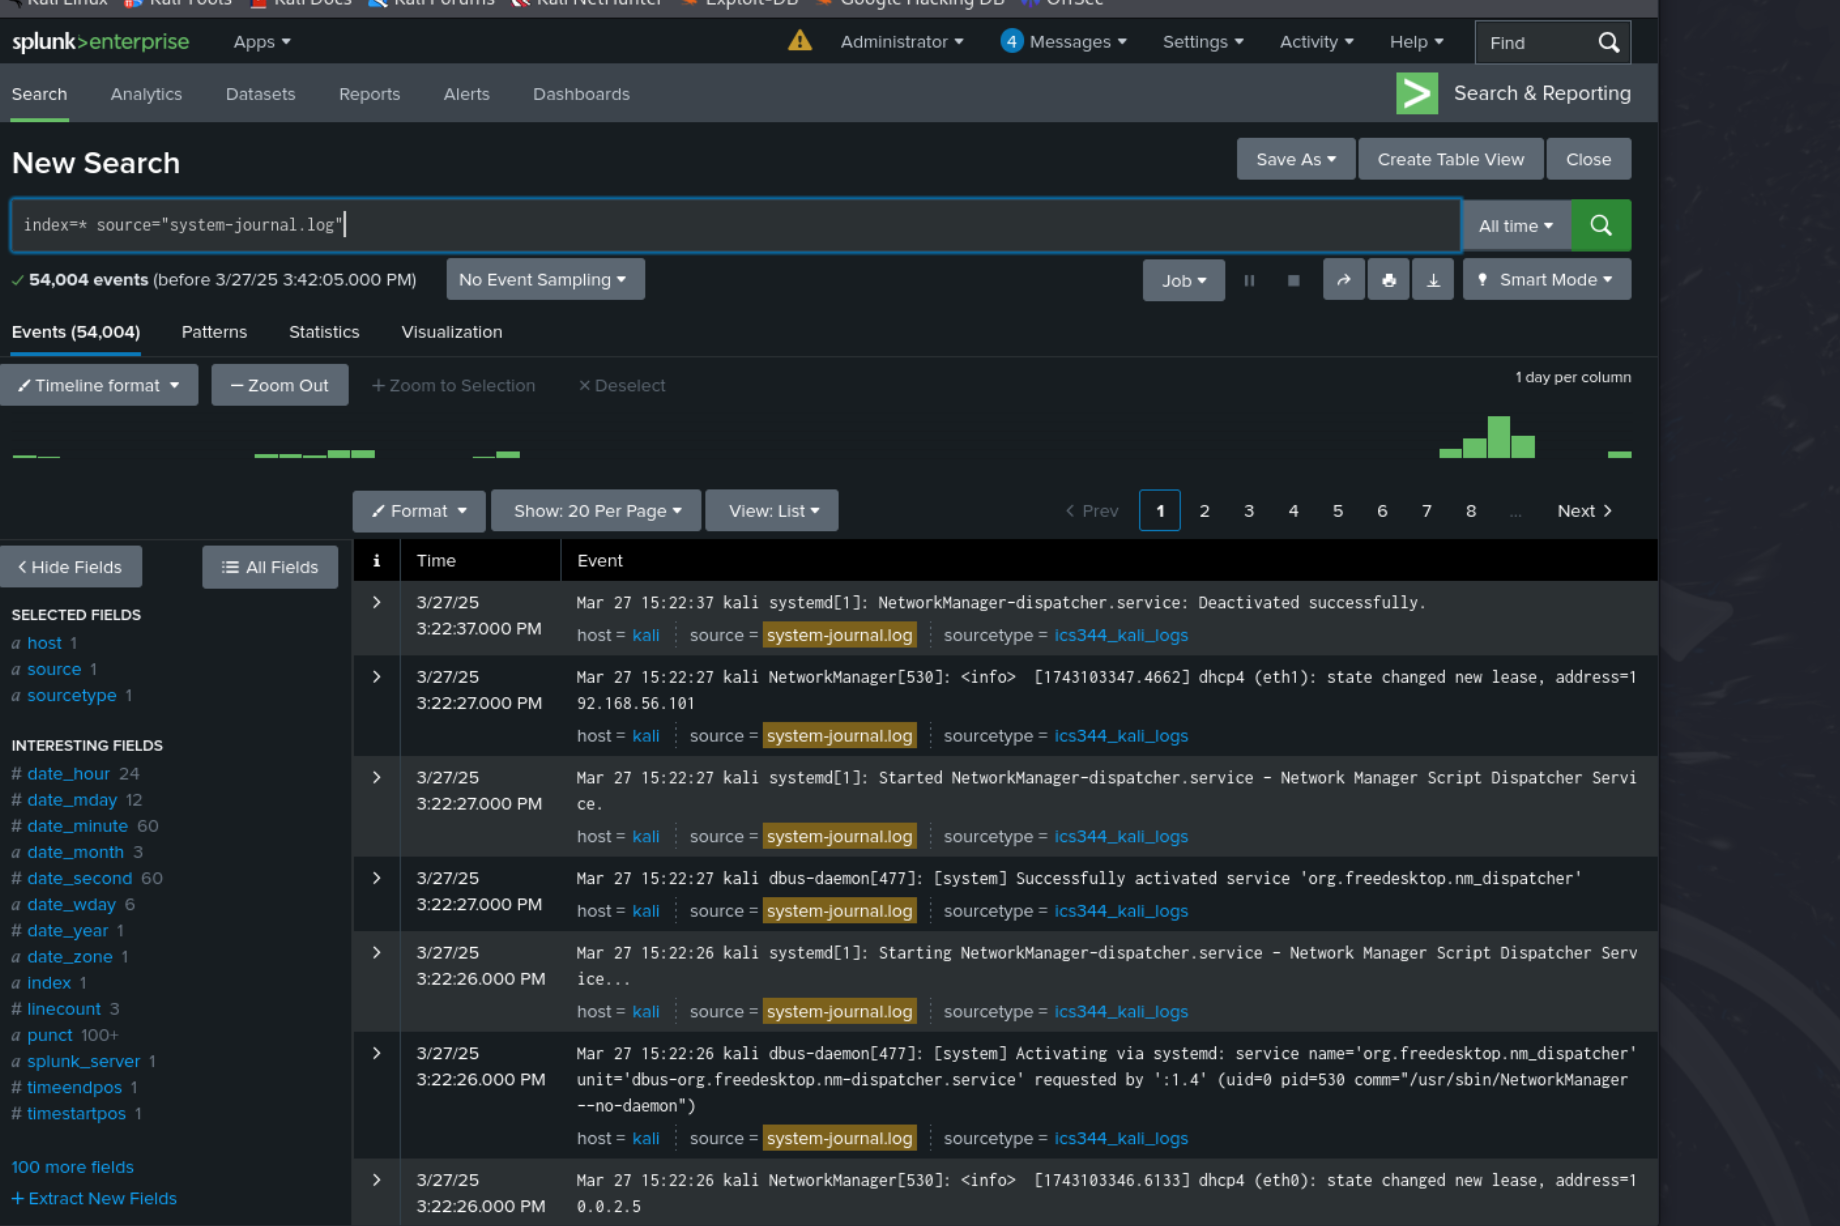 Kali Linux Kali Tools Kali Docs Kali Forums Kali NetHunter Exploit-DB Google Hacking DB OffSec
splunk>enterprise Apps Administrator 4 Messages Settings Activity Help Find
Search Analytics Datasets Reports Alerts Dashboards > Search & Reporting
New Search Save As Create Table View Close
index=* source="system-journal.log" All time
54,004 events (before 3/27/25 3:42:05.000 PM) No Event Sampling Job Smart Mode
Events (54,004) Patterns Statistics Visualization
Timeline format — Zoom Out + Zoom to Selection × Deselect 1 day per column
Format Show: 20 Per Page View: List < Prev 1 2 3 4 5 6 7 8 ... Next >
< Hide Fields All Fields
i Time Event
SELECTED FIELDS
a host 1
a source 1
a sourcetype 1
INTERESTING FIELDS
# date_hour 24
# date_mday 12
# date_minute 60
a date_month 3
# date_second 60
a date_wday 6
# date_year 1
a date_zone 1
a index 1
# linecount 3
a punct 100+
a splunk_server 1
# timeendpos 1
# timestartpos 1
100 more fields
+ Extract New Fields
> 3/27/25 Mar 27 15:22:37 kali systemd[1]: NetworkManager-dispatcher.service: Deactivated successfully.
3:22:37.000 PM host = kali source = system-journal.log sourcetype = ics344_kali_logs
> 3/27/25 Mar 27 15:22:27 kali NetworkManager[530]: <info>  [1743103347.4662] dhcp4 (eth1): state changed new lease, address=1
3:22:27.000 PM 92.168.56.101
host = kali source = system-journal.log sourcetype = ics344_kali_logs
> 3/27/25 Mar 27 15:22:27 kali systemd[1]: Started NetworkManager-dispatcher.service - Network Manager Script Dispatcher Servi
3:22:27.000 PM ce.
host = kali source = system-journal.log sourcetype = ics344_kali_logs
> 3/27/25 Mar 27 15:22:27 kali dbus-daemon[477]: [system] Successfully activated service 'org.freedesktop.nm_dispatcher'
3:22:27.000 PM host = kali source = system-journal.log sourcetype = ics344_kali_logs
> 3/27/25 Mar 27 15:22:26 kali systemd[1]: Starting NetworkManager-dispatcher.service - Network Manager Script Dispatcher Serv
3:22:26.000 PM ice...
host = kali source = system-journal.log sourcetype = ics344_kali_logs
> 3/27/25 Mar 27 15:22:26 kali dbus-daemon[477]: [system] Activating via systemd: service name='org.freedesktop.nm_dispatcher'
3:22:26.000 PM unit='dbus-org.freedesktop.nm-dispatcher.service' requested by ':1.4' (uid=0 pid=530 comm="/usr/sbin/NetworkManager
--no-daemon")
host = kali source = system-journal.log sourcetype = ics344_kali_logs
> 3/27/25 Mar 27 15:22:26 kali NetworkManager[530]: <info>  [1743103346.6133] dhcp4 (eth0): state changed new lease, address=1
3:22:26.000 PM 0.0.2.5